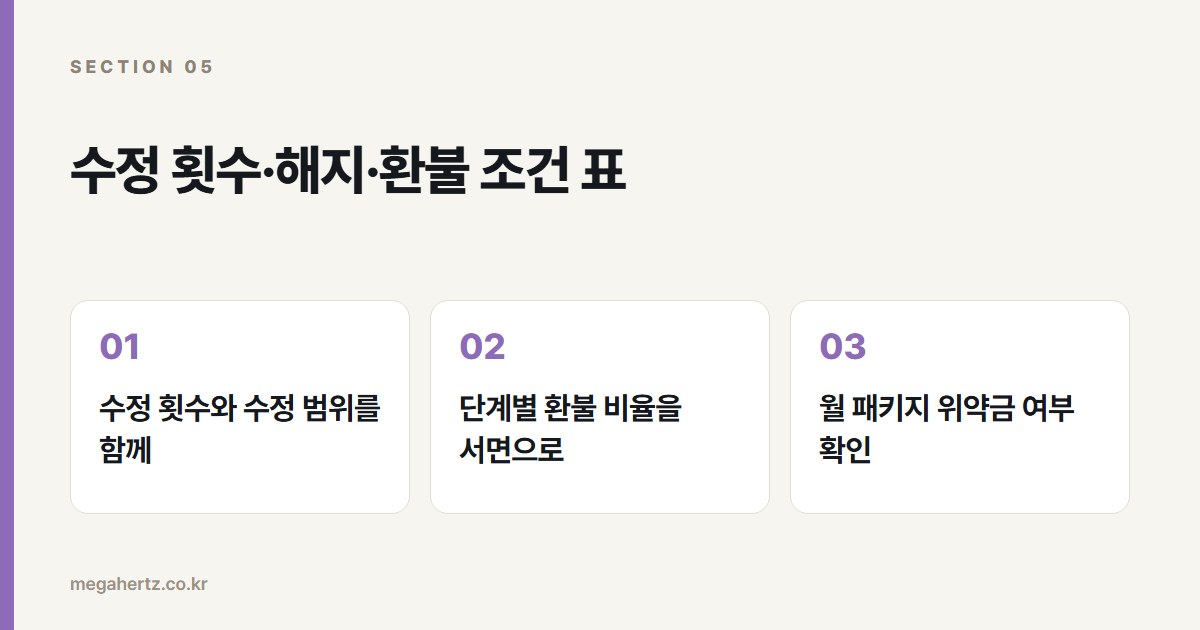 SECTION 05
수정 횟수·해지·환불 조건 표
01
수정 횟수와 수정 범위를
함께
02
단계별 환불 비율을
서면으로
03
월 패키지 위약금 여부
확인
megahertz.co.kr